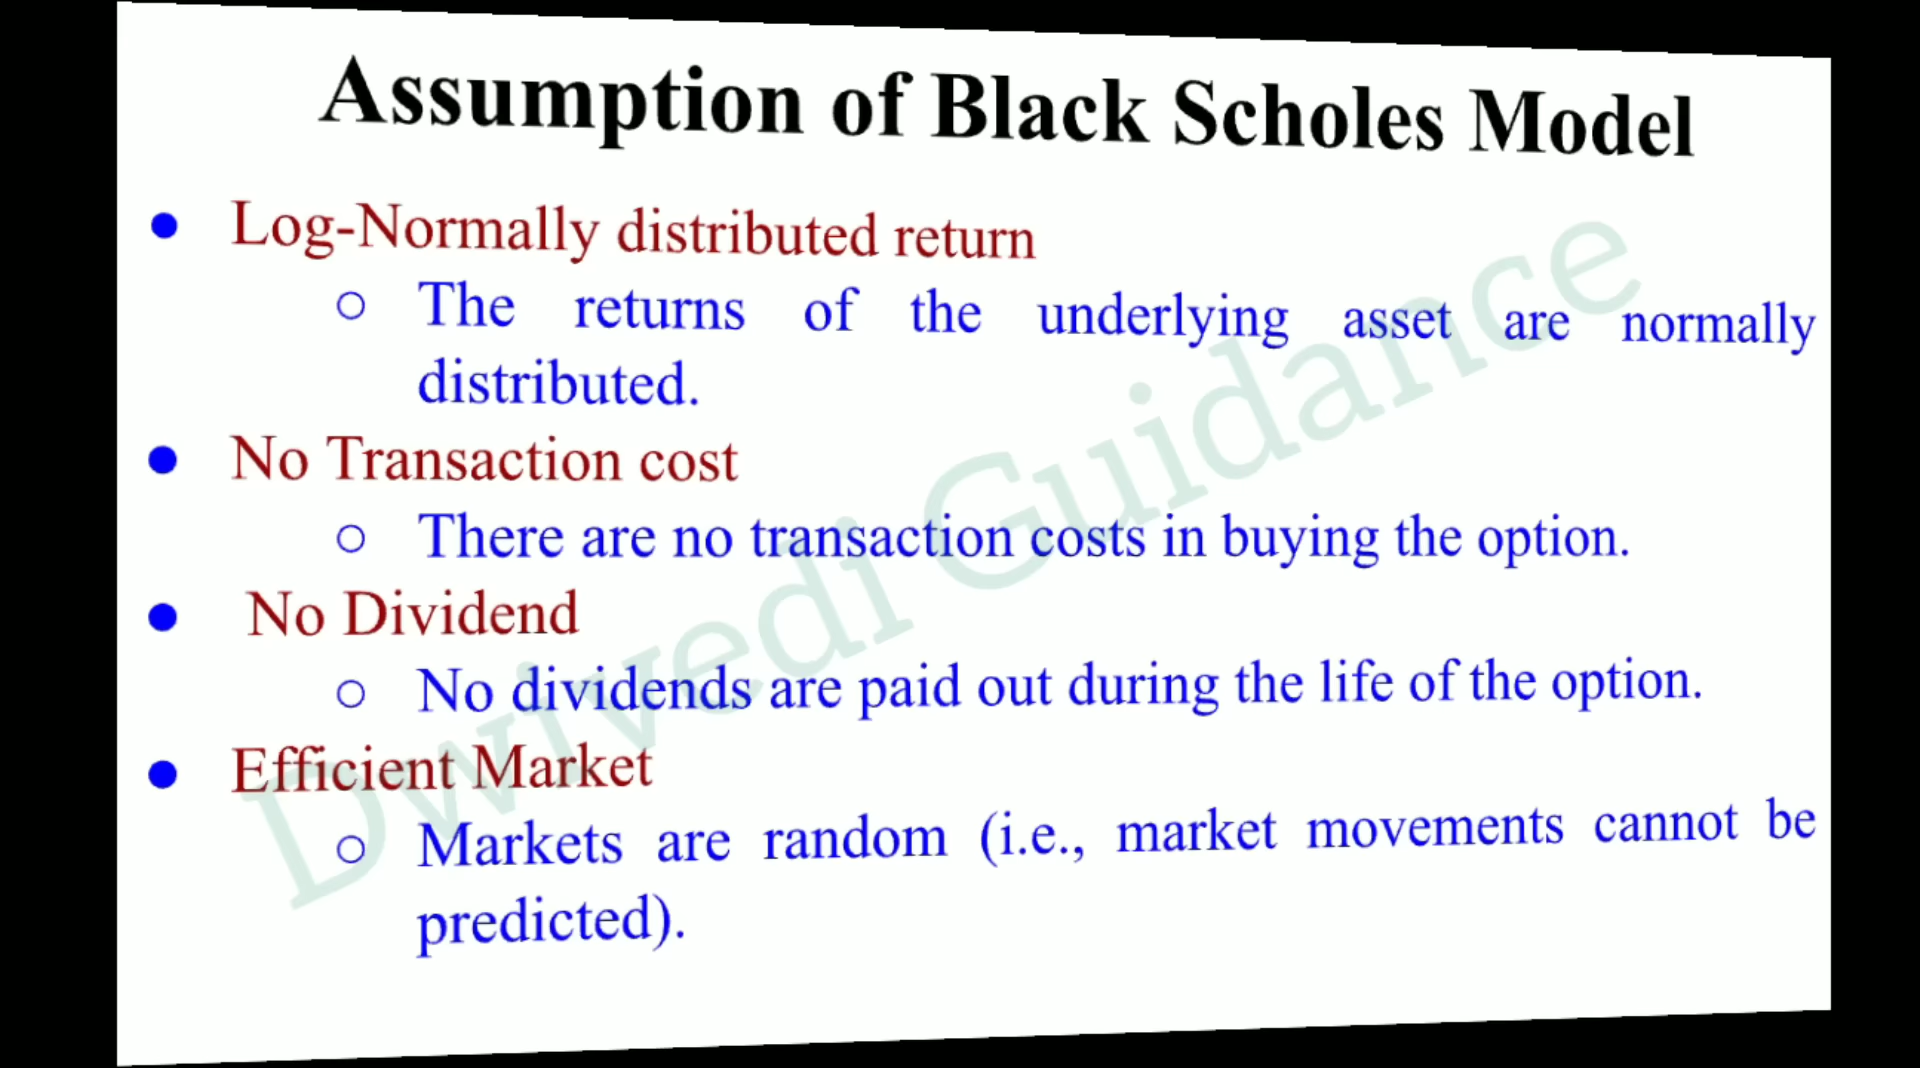 Assumption of Black Scholes Model
● Log-Normally distributed return
○ The returns of the underlying asset are normally
distributed.
● No Transaction cost
○ There are no transaction costs in buying the option.
● No Dividend
○ No dividends are paid out during the life of the option.
● Efficient Market
○ Markets are random (i.e., market movements cannot be
predicted).
Dwivedi Guidance